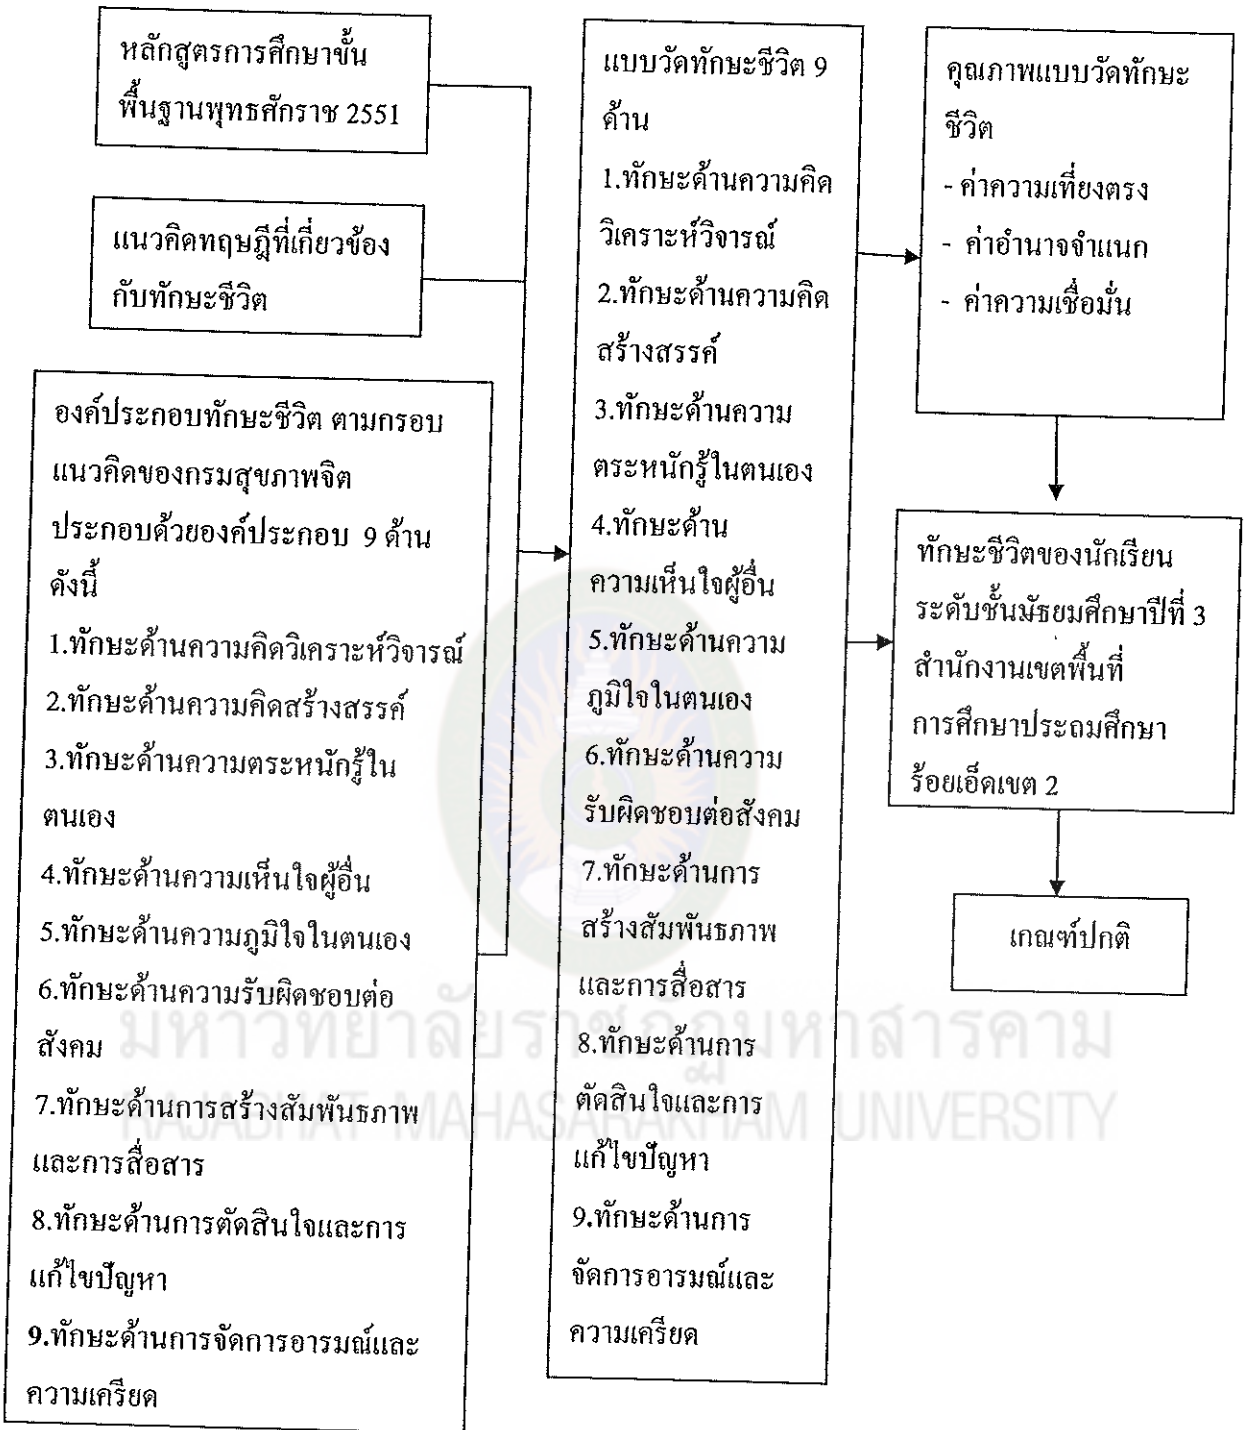 หลักสูตรการศึกษาขั้น
พื้นฐานพุทธศักราช 2551
แนวคิดทฤษฎีที่เกี่ยวข้อง
กับทักษะชีวิต
องค์ประกอบทักษะชีวิต ตามกรอบ
แนวคิดของกรมสุขภาพจิต
ประกอบด้วยองค์ประกอบ 9 ด้าน
ดังนี้
1.ทักษะด้านความคิดวิเคราะห์วิจารณ์
2.ทักษะด้านความคิดสร้างสรรค์
3.ทักษะด้านความตระหนักรู้ใน
ตนเอง
4.ทักษะด้านความเห็นใจผู้อื่น
5.ทักษะด้านความภูมิใจในตนเอง
6.ทักษะด้านความรับผิดชอบต่อ
สังคม
7.ทักษะด้านการสร้างสัมพันธภาพ
และการสื่อสาร
8.ทักษะด้านการตัดสินใจและการ
แก้ไขปัญหา
9.ทักษะด้านการจัดการอารมณ์และ
ความเครียด
แบบวัดทักษะชีวิต 9
ด้าน
1.ทักษะด้านความคิด
วิเคราะห์วิจารณ์
2.ทักษะด้านความคิด
สร้างสรรค์
3.ทักษะด้านความ
ตระหนักรู้ในตนเอง
4.ทักษะด้าน
ความเห็นใจผู้อื่น
5.ทักษะด้านความ
ภูมิใจในตนเอง
6.ทักษะด้านความ
รับผิดชอบต่อสังคม
7.ทักษะด้านการ
สร้างสัมพันธภาพ
และการสื่อสาร
8.ทักษะด้านการ
ตัดสินใจและการ
แก้ไขปัญหา
9.ทักษะด้านการ
จัดการอารมณ์และ
ความเครียด
คุณภาพแบบวัดทักษะ
ชีวิต
- ค่าความเที่ยงตรง
- ค่าอำนาจจำแนก
- ค่าความเชื่อมั่น
ทักษะชีวิตของนักเรียน
ระดับชั้นมัธยมศึกษาปีที่ 3
สำนักงานเขตพื้นที่
การศึกษาประถมศึกษา
ร้อยเอ็ดเขต 2
เกณฑ์ปกติ
มหาวิทยาลัยราชภัฏมหาสารคาม
RAJABHAT MAHASARAKHAM UNIVERSITY